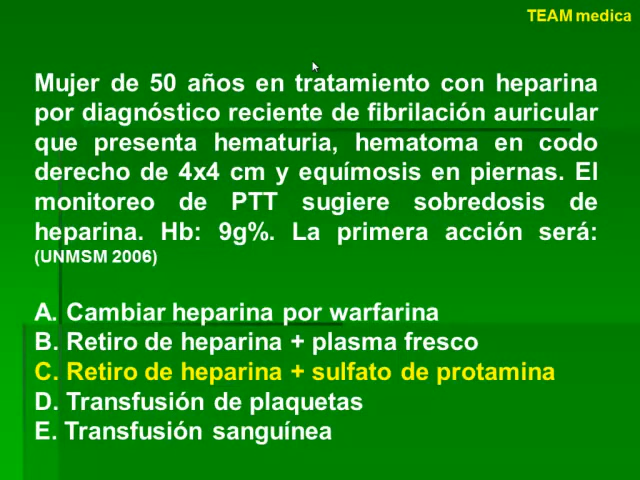 TEAM medica
Mujer de 50 años en tratamiento con heparina
por diagnóstico reciente de fibrilación auricular
que presenta hematuria, hematoma en codo
derecho de 4x4 cm y equímosis en piernas. El
monitoreo de PTT sugiere sobredosis de
heparina. Hb: 9g%. La primera acción será:
(UNMSM 2006)
A. Cambiar heparina por warfarina
B. Retiro de heparina + plasma fresco
C. Retiro de heparina + sulfato de protamina
D. Transfusión de plaquetas
E. Transfusión sanguínea